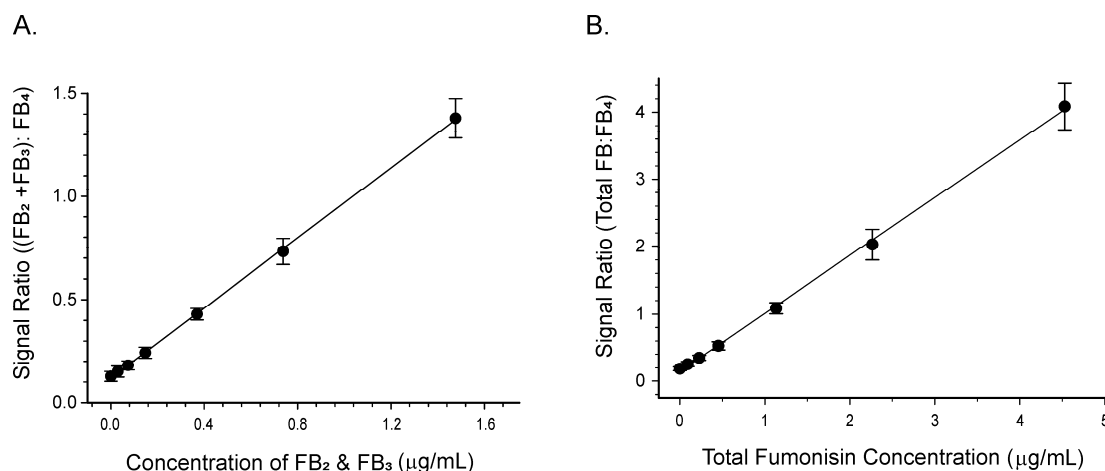 A.
Signal Ratio ((FB₂ +FB₃): FB₄)
1.5
1.0
0.5
0.0
0.0 0.4 0.8 1.2 1.6
Concentration of FB₂ & FB₃ (μg/mL)
B.
Signal Ratio (Total FB:FB₄)
4
3
2
1
0
0 1 2 3 4 5
Total Fumonisin Concentration (μg/mL)